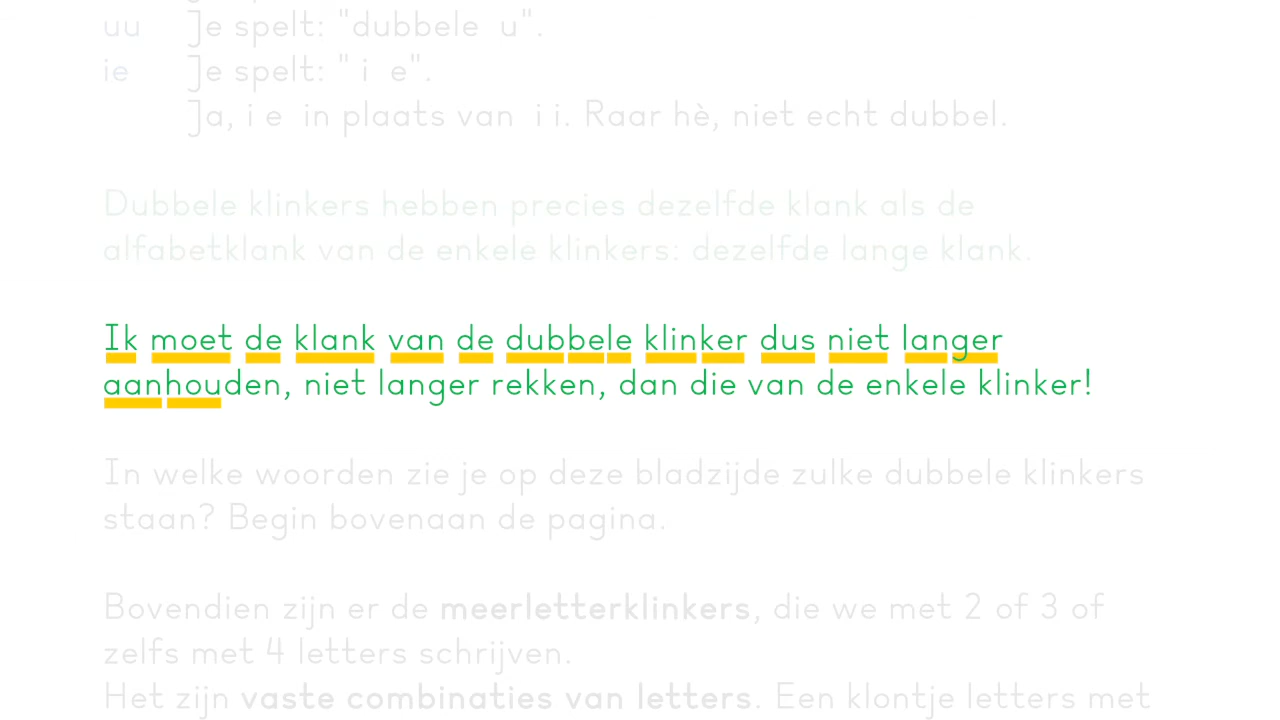 uu Je spelt: "dubbele u".
ie Je spelt: " i e".
Ja, i e in plaats van i i. Raar hè, niet echt dubbel.
Dubbele klinkers hebben precies dezelfde klank als de
alfabetklank van de enkele klinkers: dezelfde lange klank.
Ik moet de klank van de dubbele klinker dus niet langer
aanhouden, niet langer rekken, dan die van de enkele klinker!
In welke woorden zie je op deze bladzijde zulke dubbele klinkers
staan? Begin bovenaan de pagina.
Bovendien zijn er de meerletterklinkers, die we met 2 of 3 of
zelfs met 4 letters schrijven.
Het zijn vaste combinaties van letters. Een klontje letters met